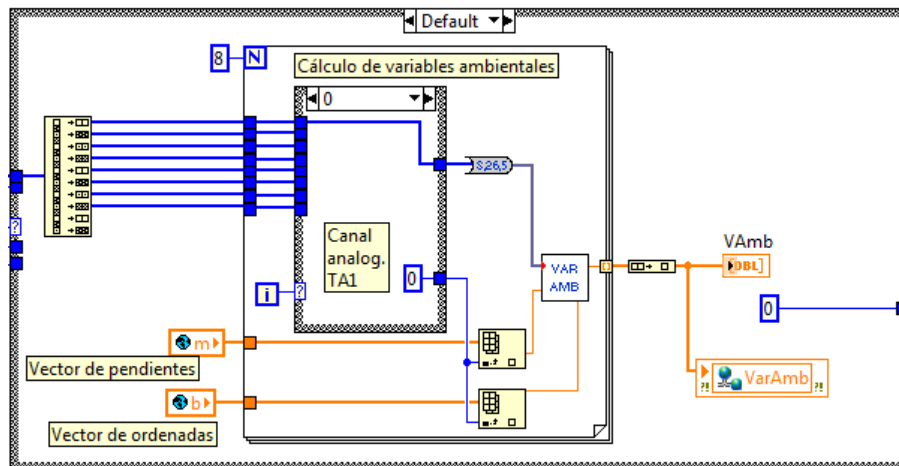 Default
8
N
Cálculo de variables ambientales
0
S,26,5
Canal
analog.
TA1
0
VAR
AMB
VAmb
DBL
0
i
?
?
m
Vector de pendientes
?!
VarAmb
?!
b
Vector de ordenadas